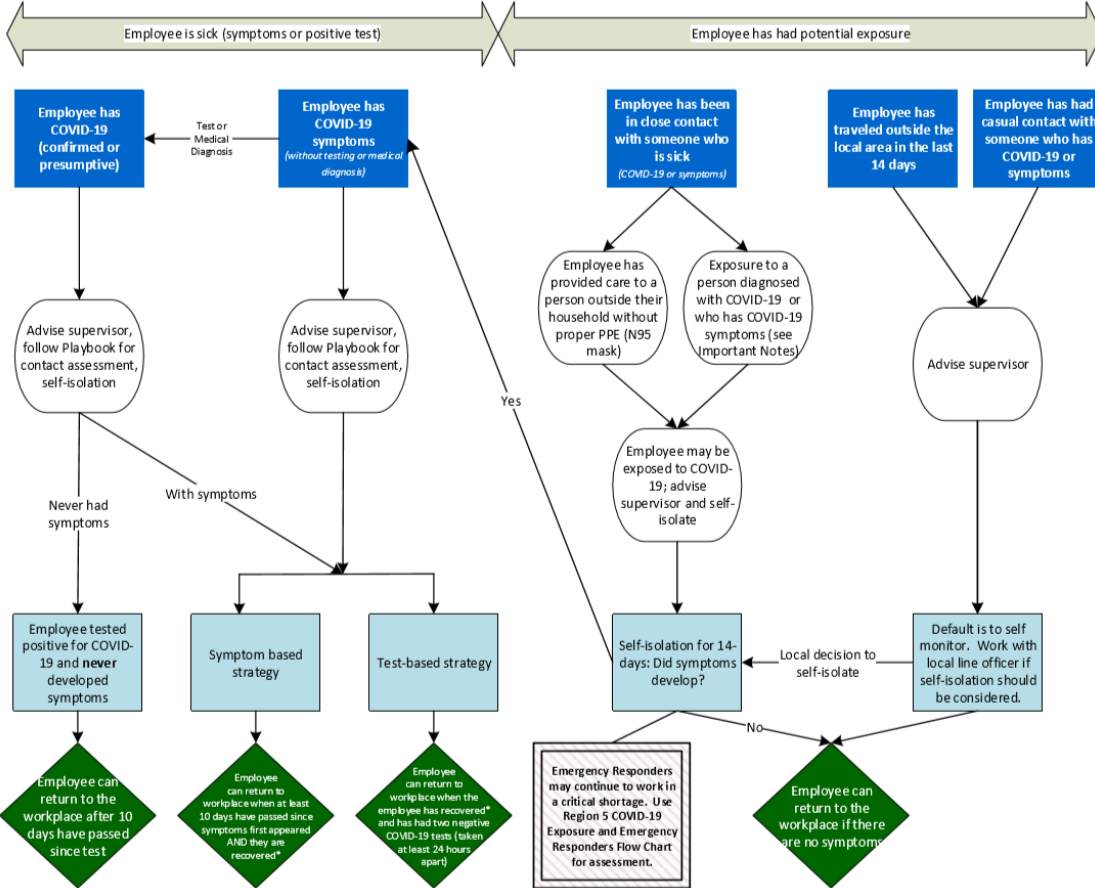 Employee is sick (symptoms or positive test)
Employee has had potential exposure
Employee has
COVID-19
(confirmed or
presumptive)
Test or
Medical
Diagnosis
Employee has
COVID-19
symptoms
(without testing or medical
diagnosis)
Employee has been
in close contact
with someone who
is sick
(COVID-19 or symptoms)
Employee has
traveled outside the
local area in the last
14 days
Employee has had
casual contact with
someone who has
COVID-19 or
symptoms
Advise supervisor,
follow Playbook for
contact assessment,
self-isolation
Advise supervisor,
follow Playbook for
contact assessment,
self-isolation
Employee has
provided care to a
person outside their
household without
proper PPE (N95
mask)
Exposure to a
person diagnosed
with COVID-19 or
who has COVID-19
symptoms (see
Important Notes)
Advise supervisor
Yes
Employee may be
exposed to COVID-
19; advise
supervisor and self-
isolate
Never had
symptoms
With symptoms
Employee tested
positive for COVID-
19 and never
developed
symptoms
Symptom based
strategy
Test-based strategy
Self-isolation for 14-
days: Did symptoms
develop?
Local decision to
self-isolate
Default is to self
monitor. Work with
local line officer if
self-isolation should
be considered.
No
Employee can
return to the
workplace after 10
days have passed
since test
Employee
can return to
workplace when at least
10 days have passed since
symptoms first appeared
AND they are
recovered*
Employee
can return to
workplace when the
employee has recovered*
and has had two negative
COVID-19 tests (taken
at least 24 hours
apart)
Emergency Responders
may continue to work in
a critical shortage. Use
Region 5 COVID-19
Exposure and Emergency
Responders Flow Chart
for assessment.
Employee can
return to the
workplace if there
are no symptoms